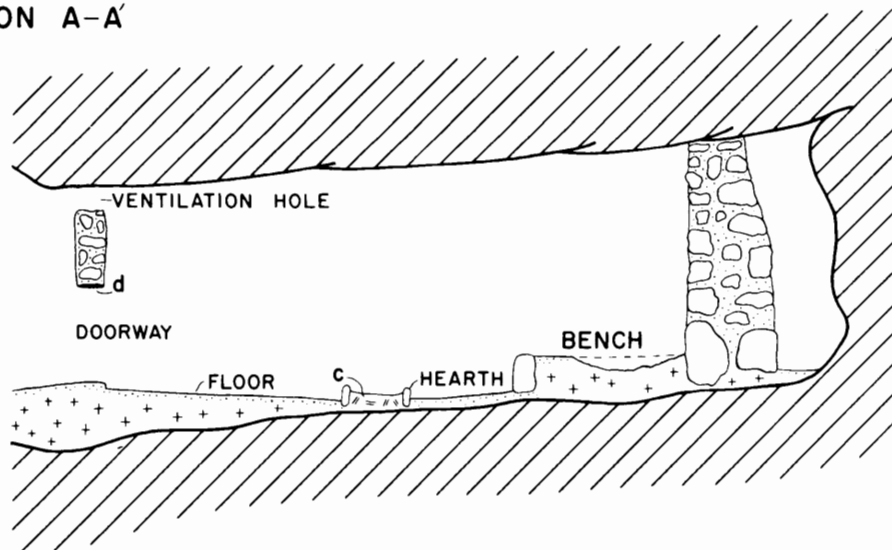 ON A-A'
VENTILATION HOLE
d
DOORWAY
BENCH
FLOOR
c
HEARTH